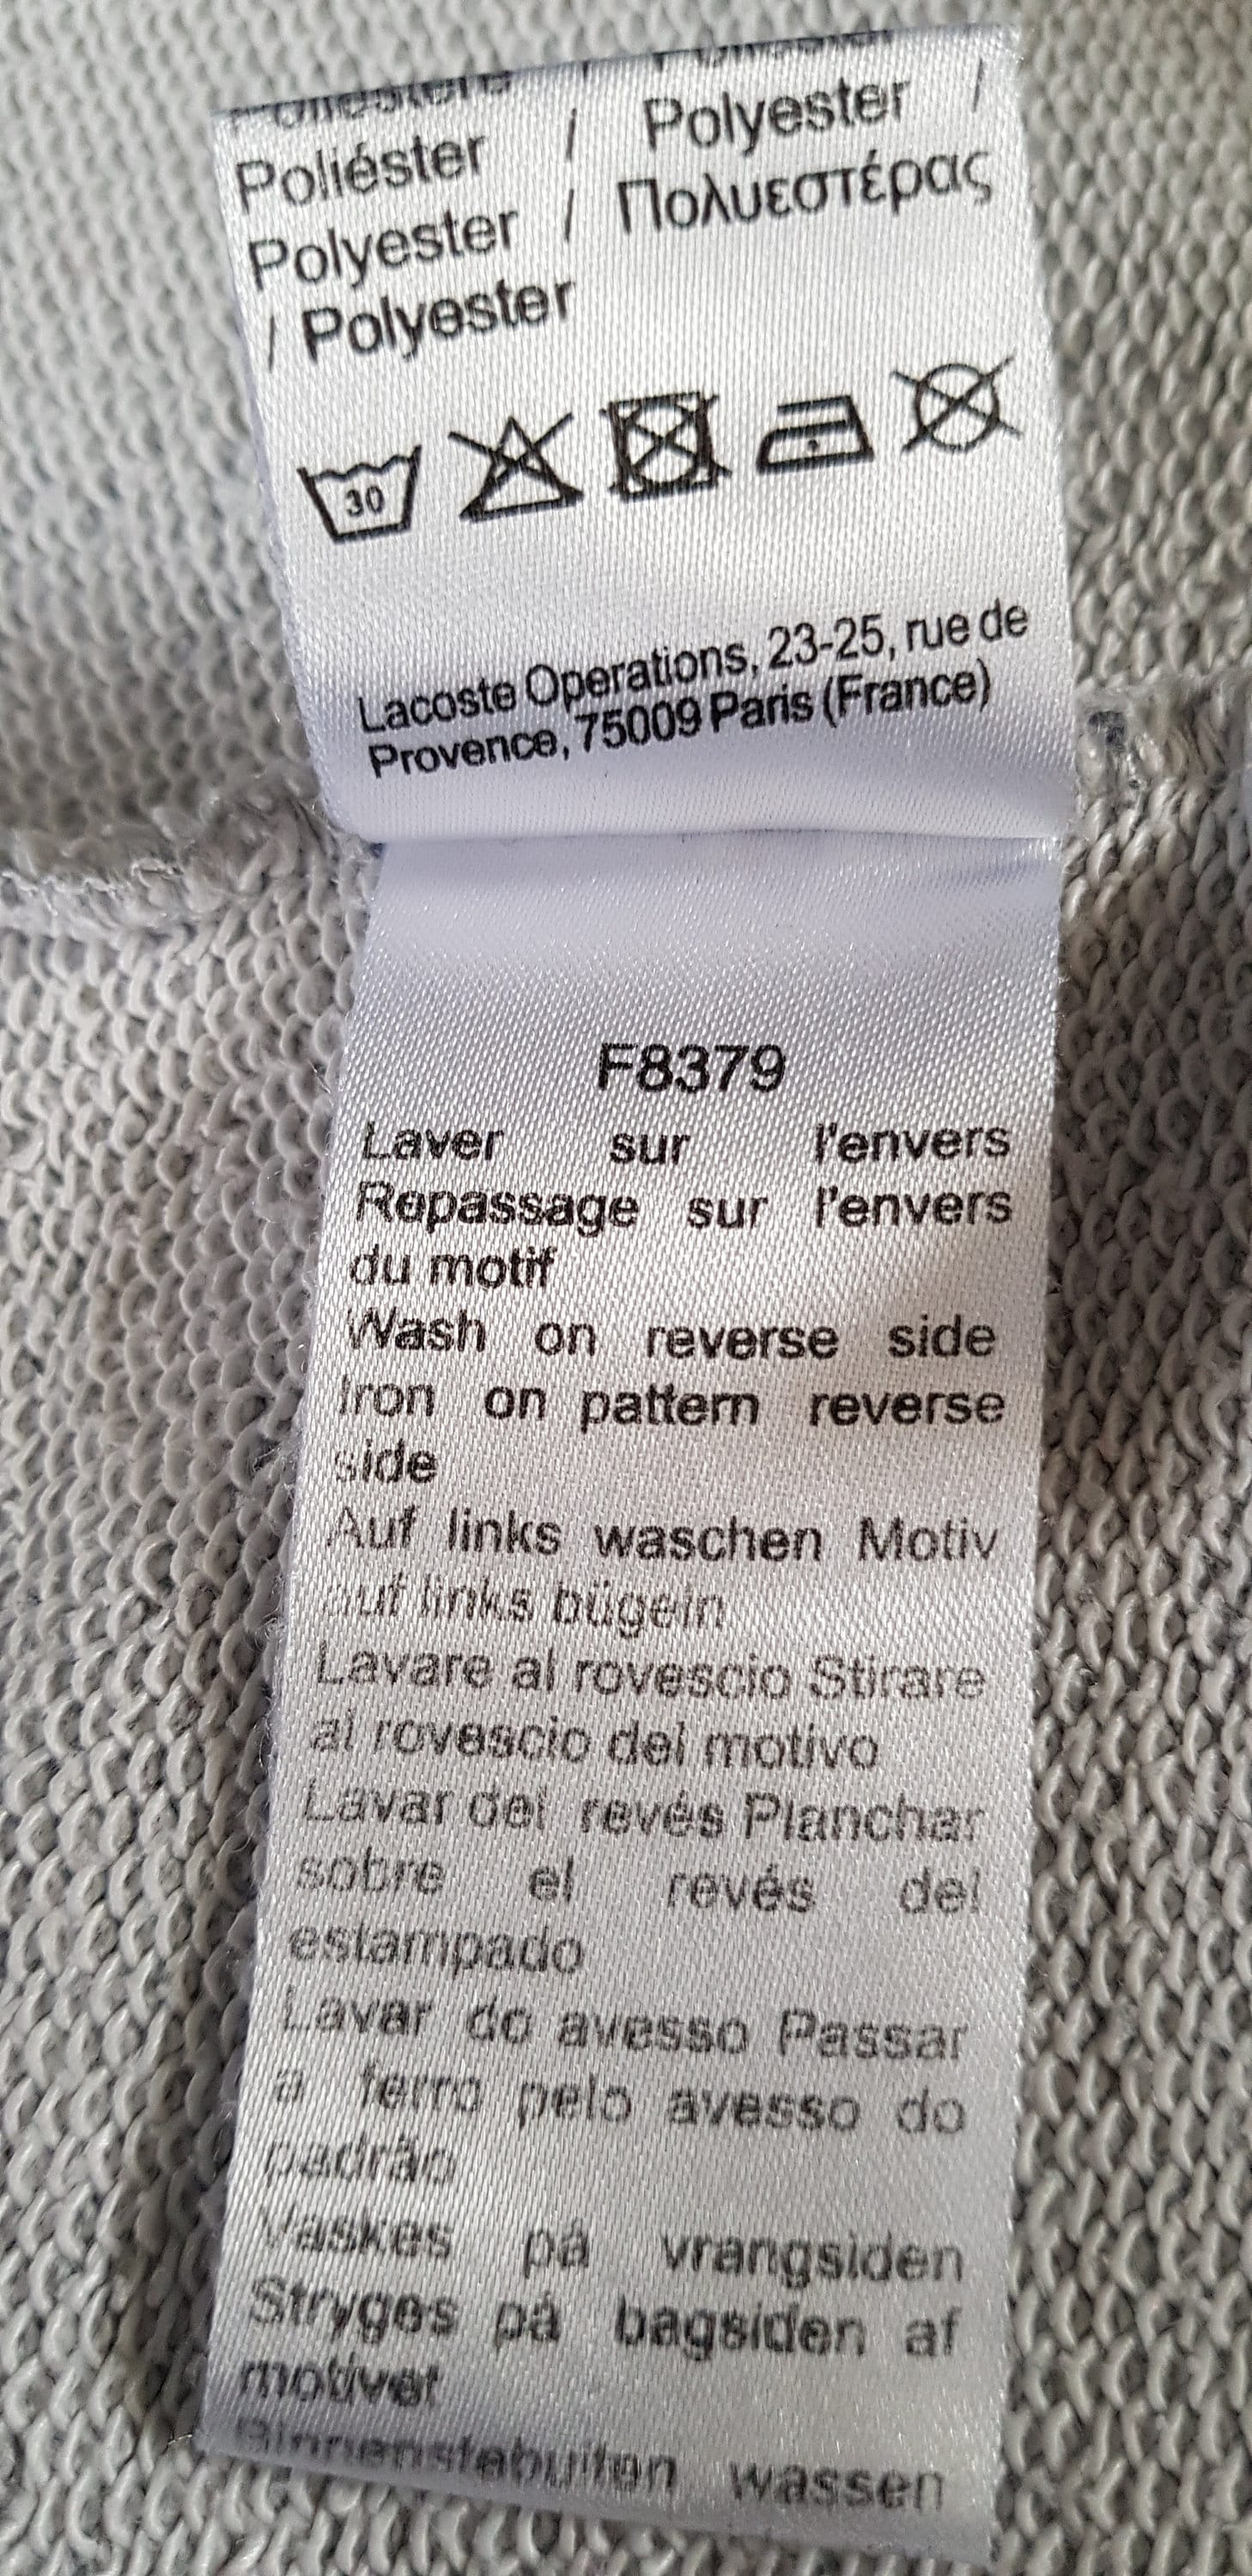 Poliéster / Polyester /
Polyester / Πολυεστέρας
/ Polyester
30
Lacoste Operations, 23-25, rue de
Provence, 75009 Paris (France)
F8379
Laver sur l'envers
Repassage sur l'envers
du motif
Wash on reverse side
Iron on pattern reverse
side
Auf links waschen Motiv
auf links bügeln
Lavare al rovescio Stirare
al rovescio del motivo
Lavar del revés Planchar
sobre el revés del
estampado
Lavar do avesso Passar
a ferro pelo avesso do
padrão
Vaskes på vrangsiden
Stryges på bagsiden af
motivet
Binnenstebuiten wassen